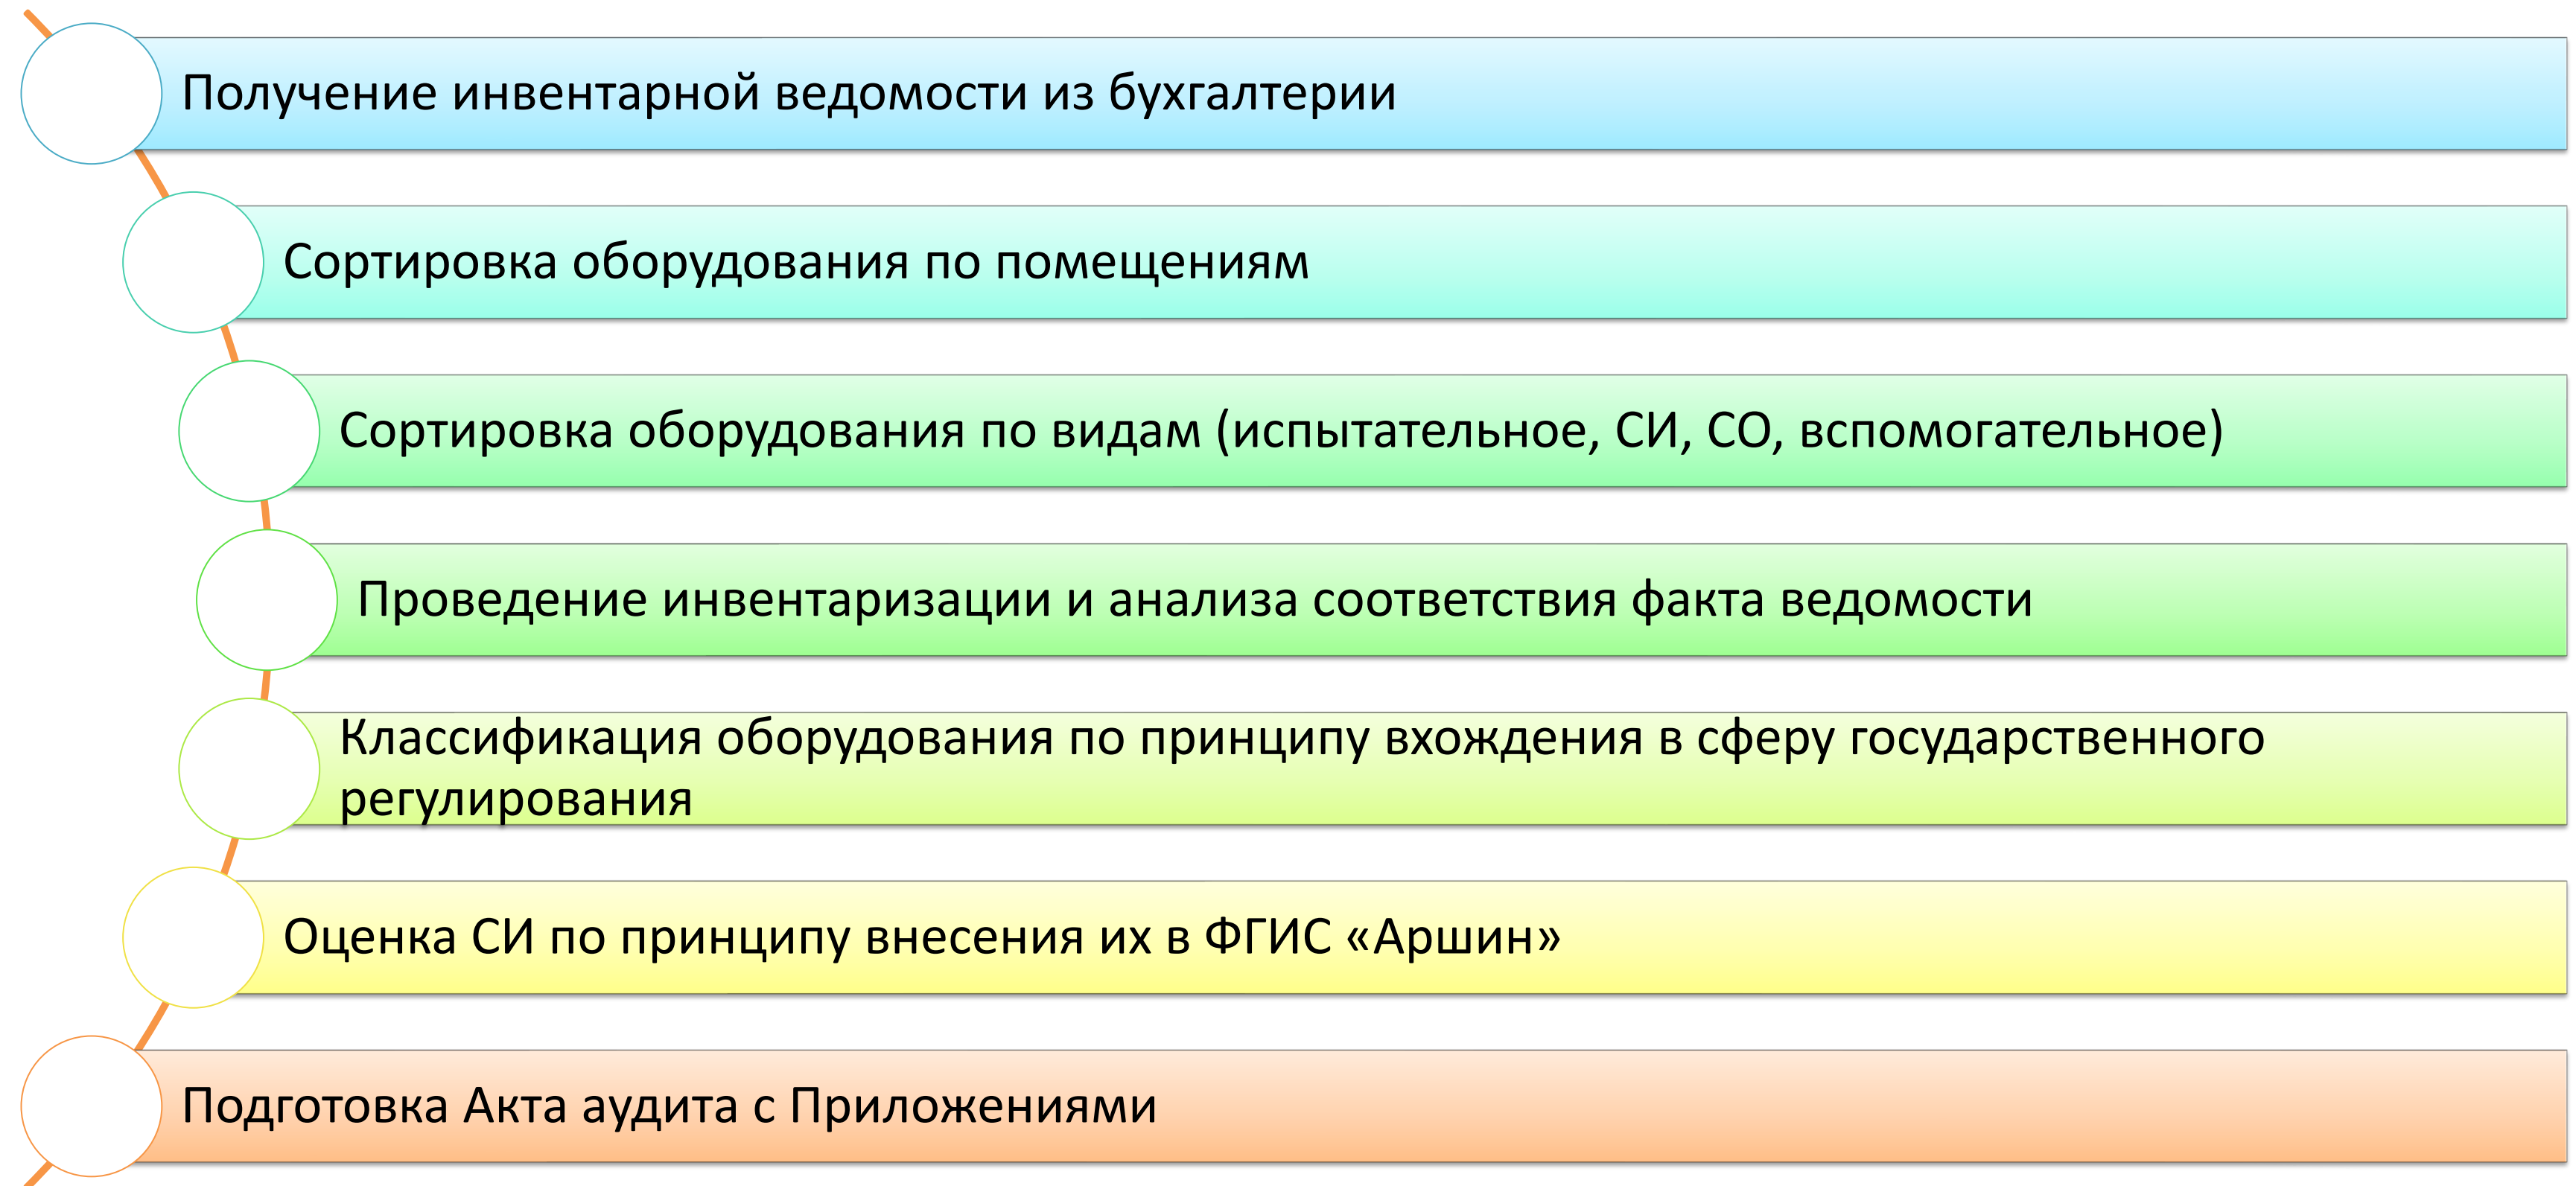 Получение инвентарной ведомости из бухгалтерии
Сортировка оборудования по помещениям
Сортировка оборудования по видам (испытательное, СИ, СО, вспомогательное)
Проведение инвентаризации и анализа соответствия факта ведомости
Классификация оборудования по принципу вхождения в сферу государственного
регулирования
Оценка СИ по принципу внесения их в ФГИС «Аршин»
Подготовка Акта аудита с Приложениями